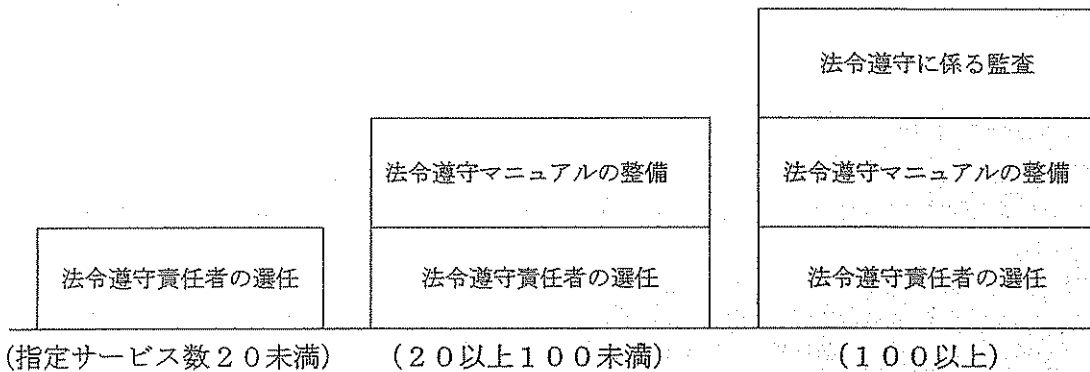 法令遵守に係る監査
法令遵守マニュアルの整備
法令遵守マニュアルの整備
法令遵守責任者の選任
法令遵守責任者の選任
法令遵守責任者の選任
(指定サービス数２０未満)
(２０以上１００未満)
(１００以上)